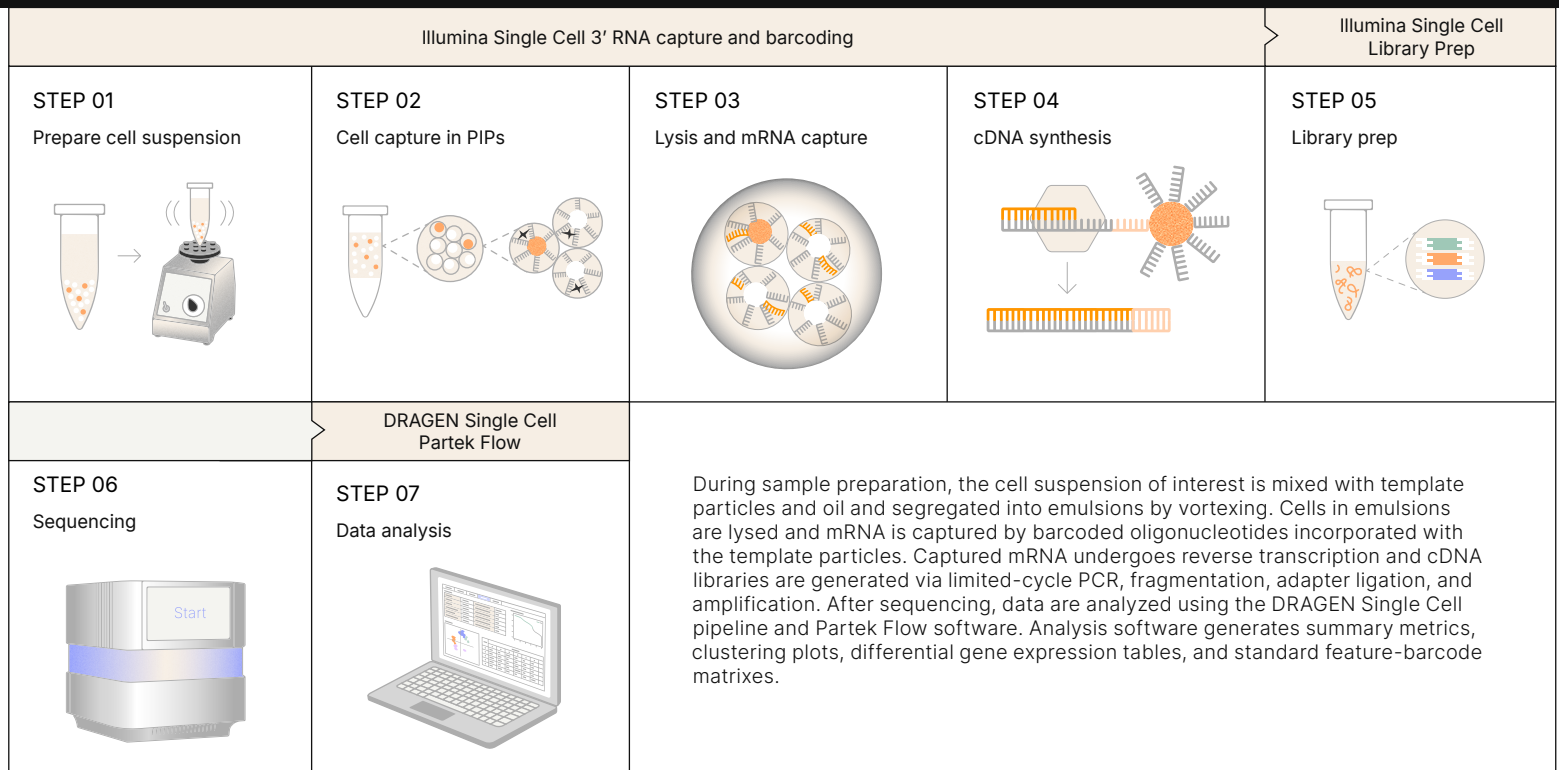 Illumina Single Cell 3’ RNA capture and barcoding
Illumina Single Cell
Library Prep
STEP 01
Prepare cell suspension
STEP 02
Cell capture in PIPs
STEP 03
Lysis and mRNA capture
STEP 04
cDNA synthesis
STEP 05
Library prep
DRAGEN Single Cell
Partek Flow
STEP 06
Sequencing
Start
STEP 07
Data analysis
During sample preparation, the cell suspension of interest is mixed with template
particles and oil and segregated into emulsions by vortexing. Cells in emulsions
are lysed and mRNA is captured by barcoded oligonucleotides incorporated with
the template particles. Captured mRNA undergoes reverse transcription and cDNA
libraries are generated via limited-cycle PCR, fragmentation, adapter ligation, and
amplification. After sequencing, data are analyzed using the DRAGEN Single Cell
pipeline and Partek Flow software. Analysis software generates summary metrics,
clustering plots, differential gene expression tables, and standard feature-barcode
matrixes.